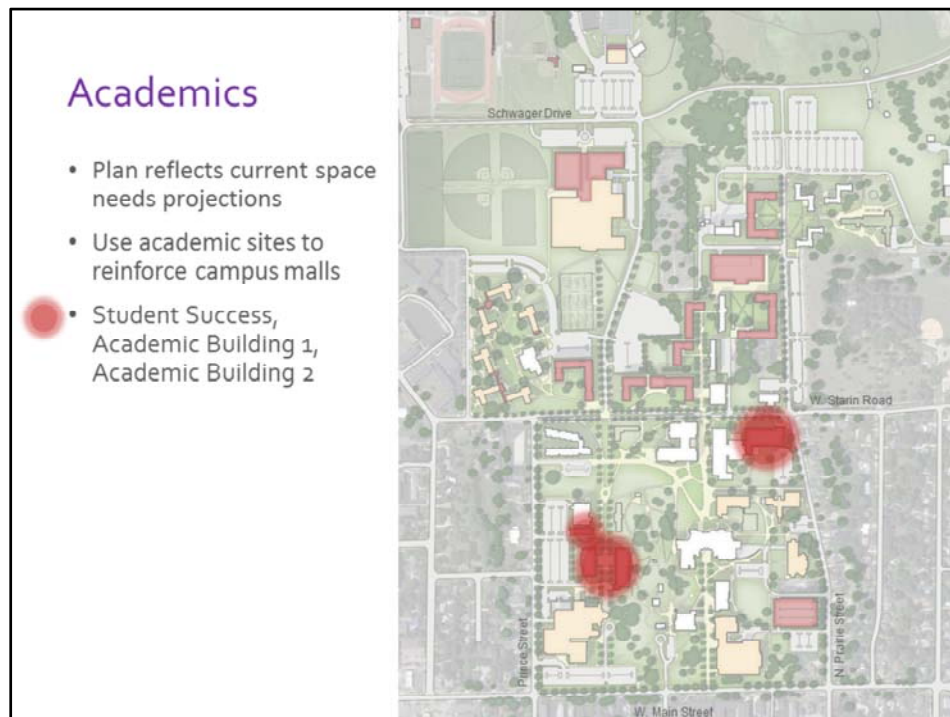 Academics
• Plan reflects current space
needs projections
• Use academic sites to
reinforce campus malls
• Student Success,
Academic Building 1,
Academic Building 2
Schwager Drive
W. Starin Road
Prince Street
N Prairie Street
W. Main Street